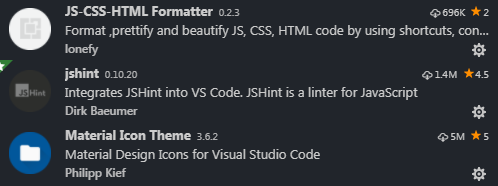 JS-CSS-HTML Formatter 0.2.3 696K ★ 2
Format ,prettify and beautify JS, CSS, HTML code by using shortcuts, con...
lonefy
JSHint
jshint 0.10.20 1.4M ★ 4.5
Integrates JSHint into VS Code. JSHint is a linter for JavaScript
Dirk Baeumer
Material Icon Theme 3.6.2 5M ★ 5
Material Design Icons for Visual Studio Code
Philipp Kief